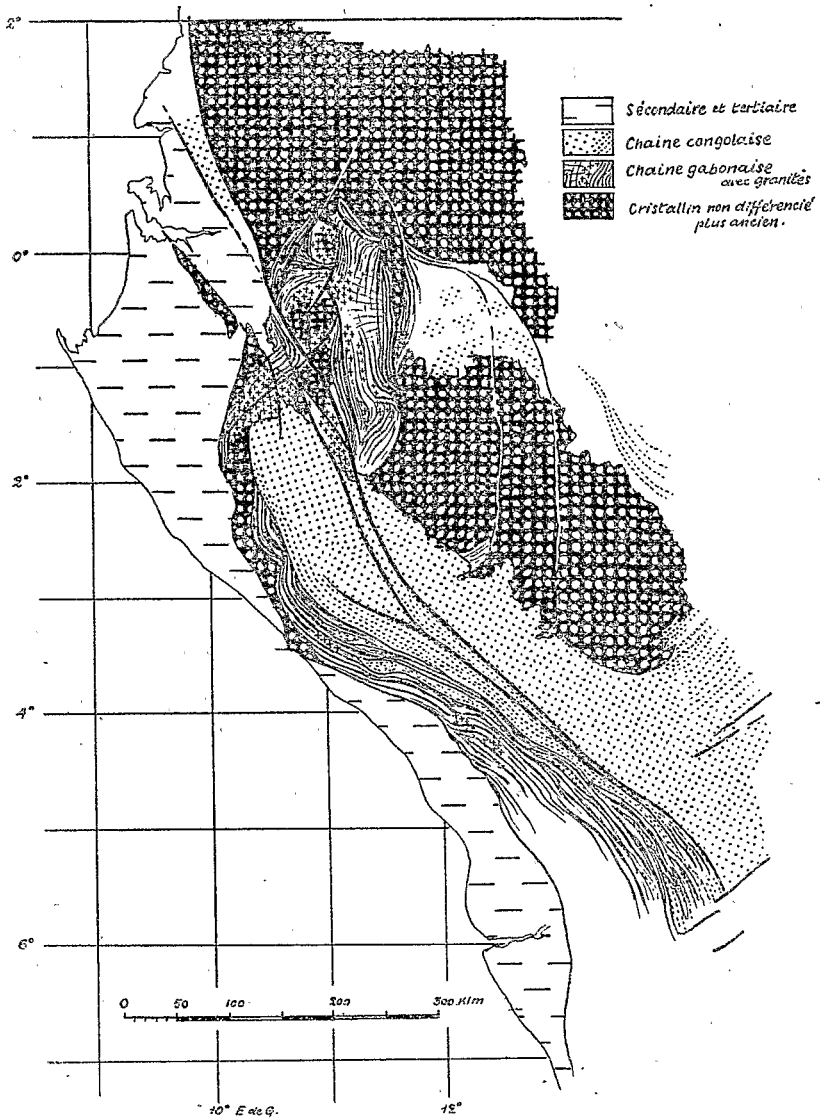 2°
Sécondaire et tertiaire
Chaine congolaise
Chaine gabonaise
avec granites
Cristallin non différencié
plus ancien.
0°
2°
4°
6°
0 50 100 200 300 Klm
10° E de G. 12°